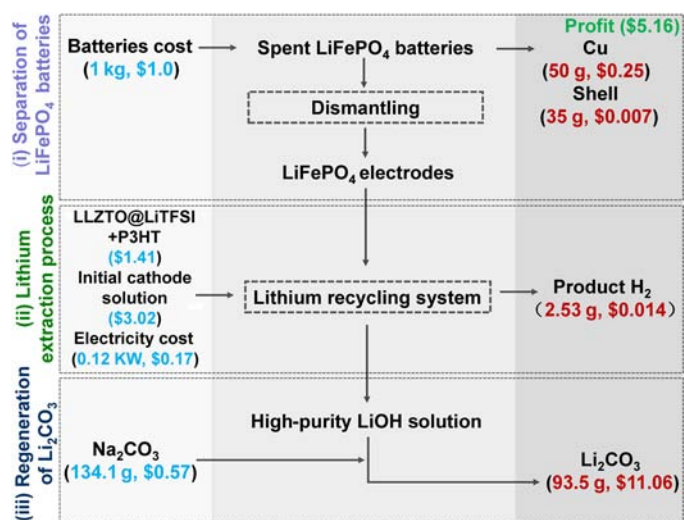 (i) Separation of
LiFePO₄ batteries
Batteries cost
(1 kg, $1.0)
Spent LiFePO₄ batteries
Profit ($5.16)
Cu
(50 g, $0.25)
Shell
(35 g, $0.007)
Dismantling
LiFePO₄ electrodes
(ii) Lithium
extraction process
LLZTO@LiTFSI
+P3HT
($1.41)
Initial cathode
solution
($3.02)
Electricity cost
(0.12 KW, $0.17)
Lithium recycling system
Product H₂
(2.53 g, $0.014)
(iii) Regeneration
of Li₂CO₃
High-purity LiOH solution
Na₂CO₃
(134.1 g, $0.57)
Li₂CO₃
(93.5 g, $11.06)